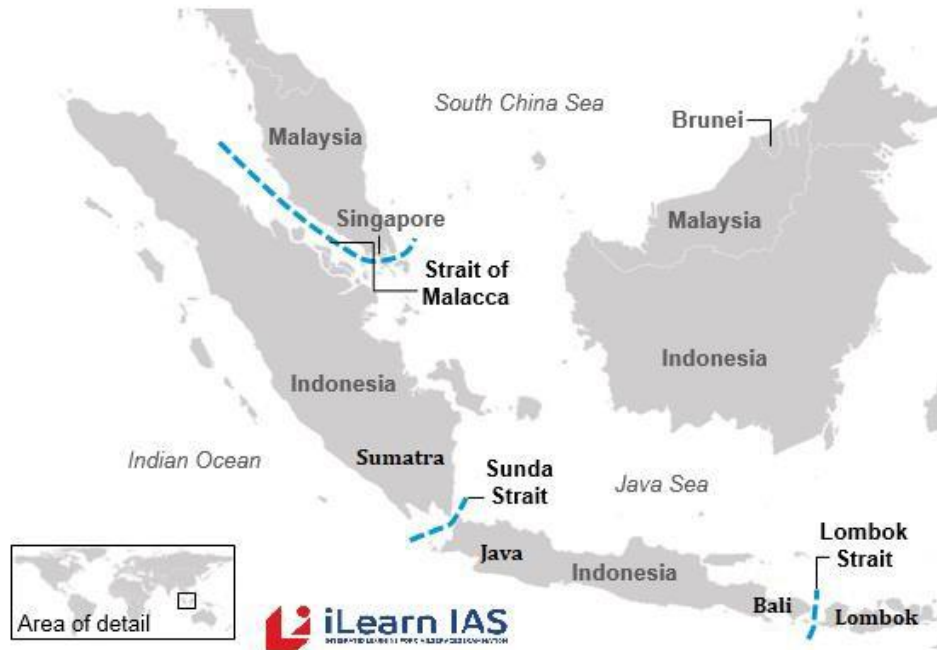 South China Sea
Brunei
Malaysia
Singapore
Malaysia
Strait of
Malacca
Indonesia
Indonesia
Indian Ocean
Sumatra
Sunda
Strait
Java Sea
Lombok
Strait
Java
Indonesia
Bali
Lombok
Area of detail
iLearn IAS